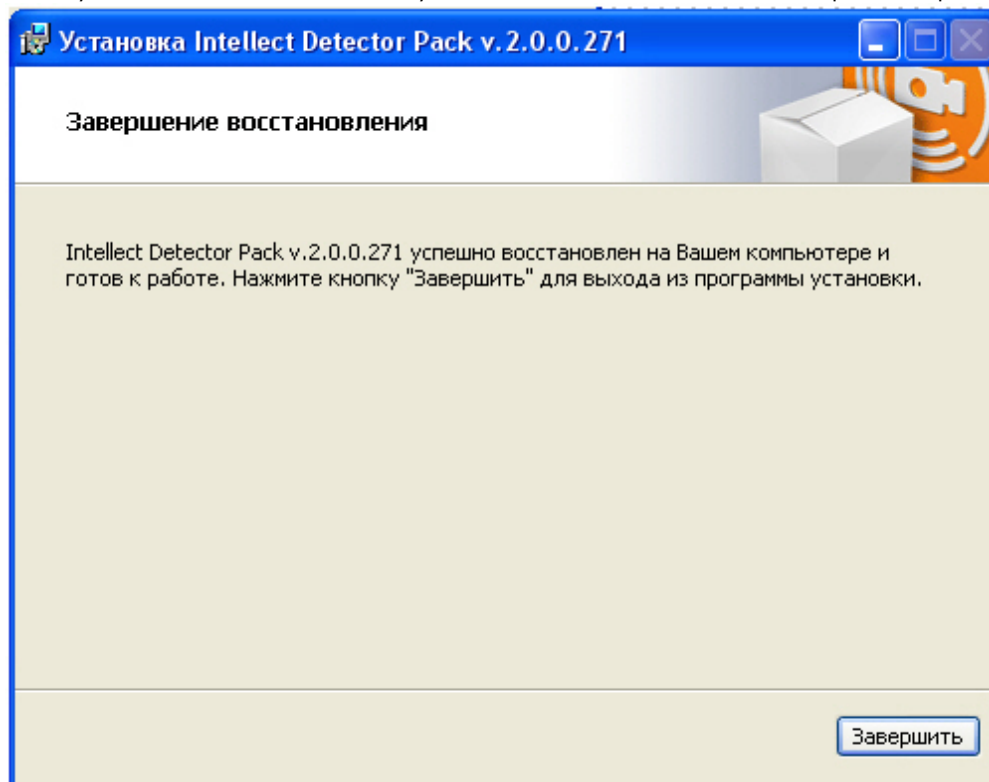 Установка Intellect Detector Pack v.2.0.0.271
Завершение восстановления
Intellect Detector Pack v.2.0.0.271 успешно восстановлен на Вашем компьютере и
готов к работе. Нажмите кнопку "Завершить" для выхода из программы установки.
Завершить